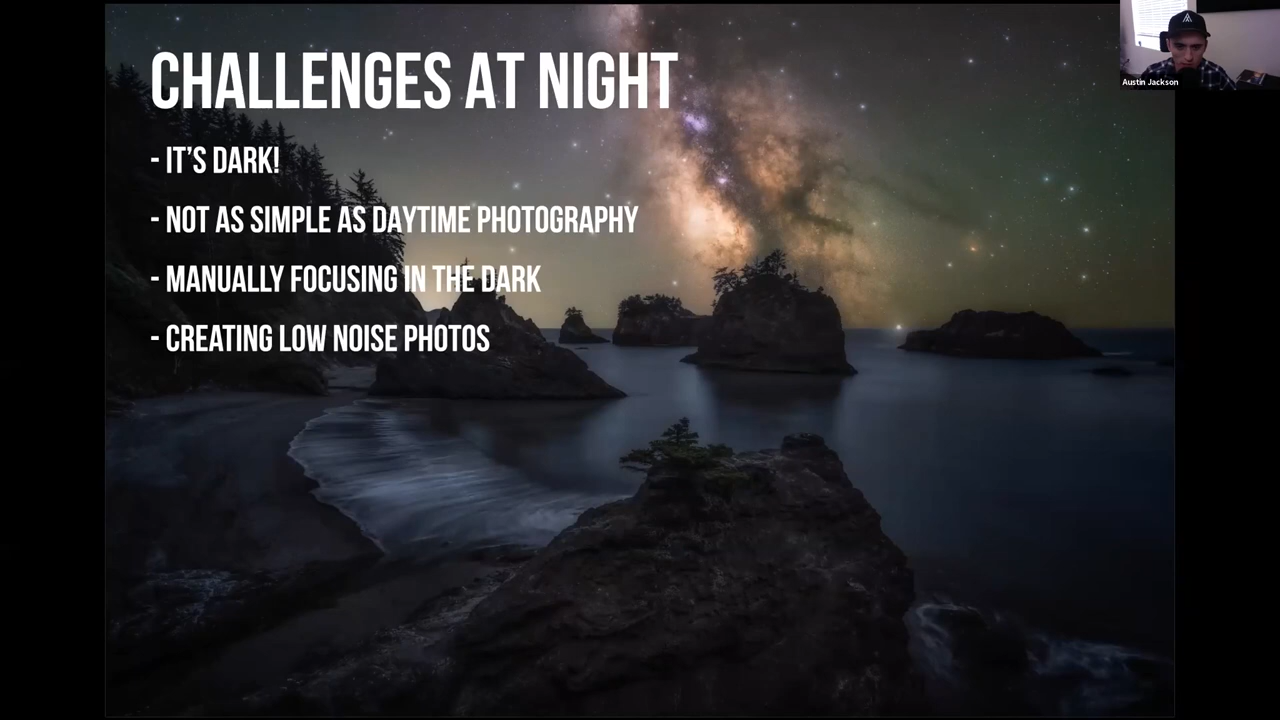 CHALLENGES AT NIGHT
- IT'S DARK!
- NOT AS SIMPLE AS DAYTIME PHOTOGRAPHY
- MANUALLY FOCUSING IN THE DARK
- CREATING LOW NOISE PHOTOS
Austin Jackson